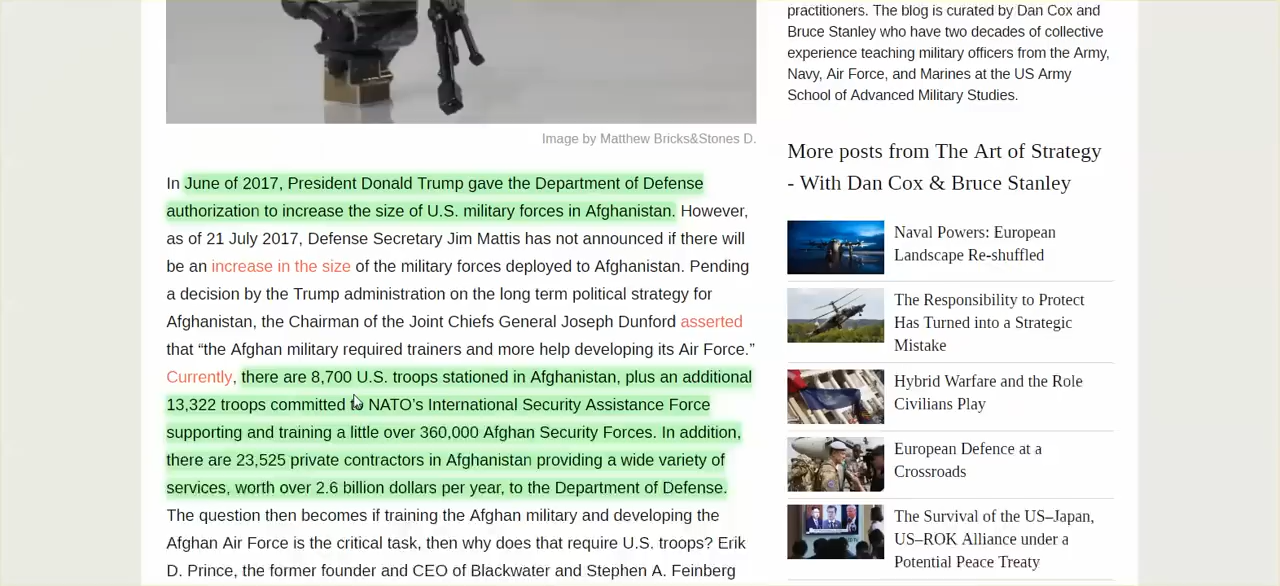 Image by Matthew Bricks&Stones D.
In June of 2017, President Donald Trump gave the Department of Defense
authorization to increase the size of U.S. military forces in Afghanistan. However,
as of 21 July 2017, Defense Secretary Jim Mattis has not announced if there will
be an increase in the size of the military forces deployed to Afghanistan. Pending
a decision by the Trump administration on the long term political strategy for
Afghanistan, the Chairman of the Joint Chiefs General Joseph Dunford asserted
that “the Afghan military required trainers and more help developing its Air Force.”
Currently, there are 8,700 U.S. troops stationed in Afghanistan, plus an additional
13,322 troops committed to NATO’s International Security Assistance Force
supporting and training a little over 360,000 Afghan Security Forces. In addition,
there are 23,525 private contractors in Afghanistan providing a wide variety of
services, worth over 2.6 billion dollars per year, to the Department of Defense.
The question then becomes if training the Afghan military and developing the
Afghan Air Force is the critical task, then why does that require U.S. troops? Erik
D. Prince, the former founder and CEO of Blackwater and Stephen A. Feinberg
practitioners. The blog is curated by Dan Cox and
Bruce Stanley who have two decades of collective
experience teaching military officers from the Army,
Navy, Air Force, and Marines at the US Army
School of Advanced Military Studies.
More posts from The Art of Strategy
- With Dan Cox & Bruce Stanley
Naval Powers: European
Landscape Re-shuffled
The Responsibility to Protect
Has Turned into a Strategic
Mistake
Hybrid Warfare and the Role
Civilians Play
European Defence at a
Crossroads
The Survival of the US–Japan,
US–ROK Alliance under a
Potential Peace Treaty